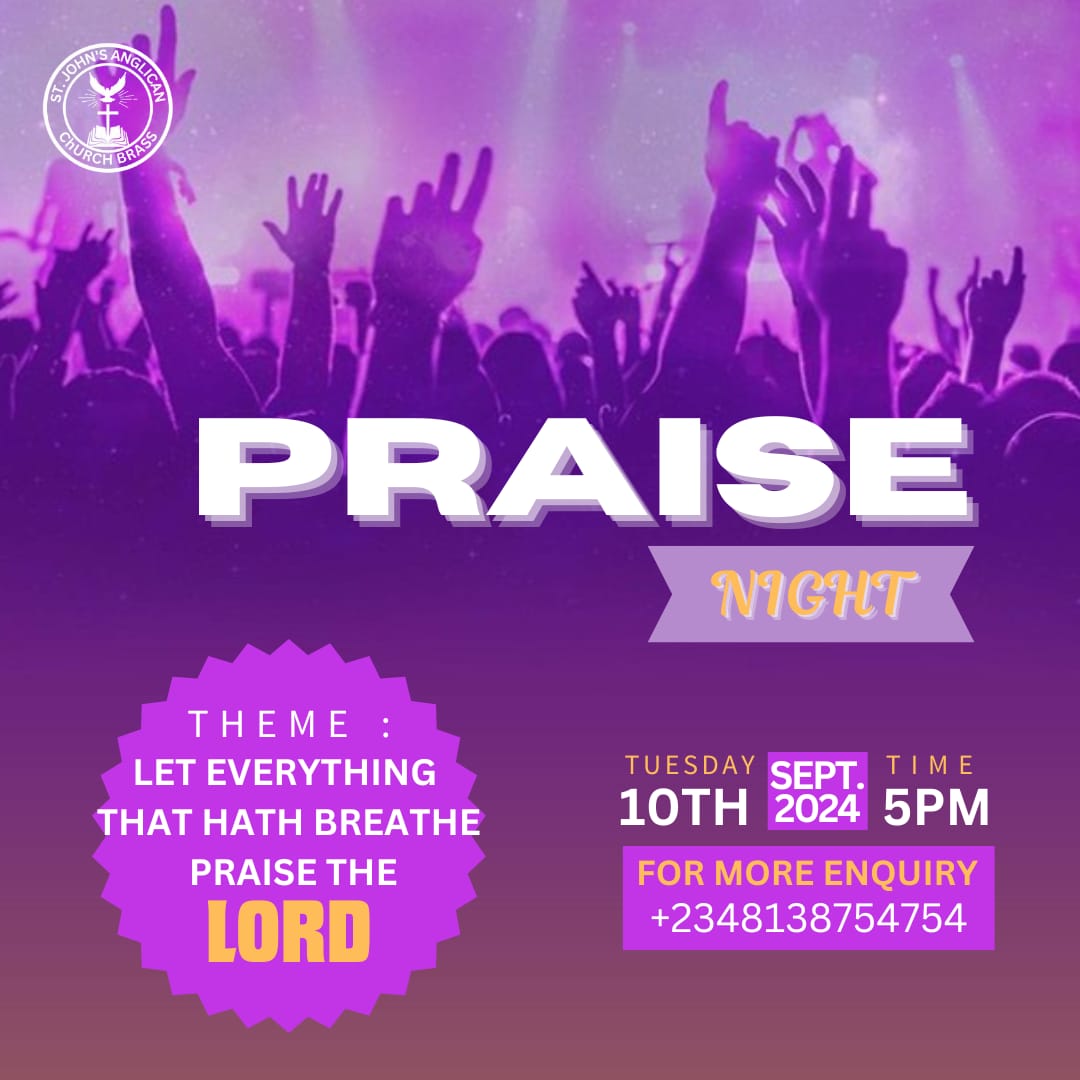 ST. JOHN'S ANGLICAN
ChURCH BRASS
PRAISE
NIGHT
THEME :
LET EVERYTHING
THAT HATH BREATHE
PRAISE THE
LORD
TUESDAY
10TH
SEPT.
2024
TIME
5PM
FOR MORE ENQUIRY
+2348138754754